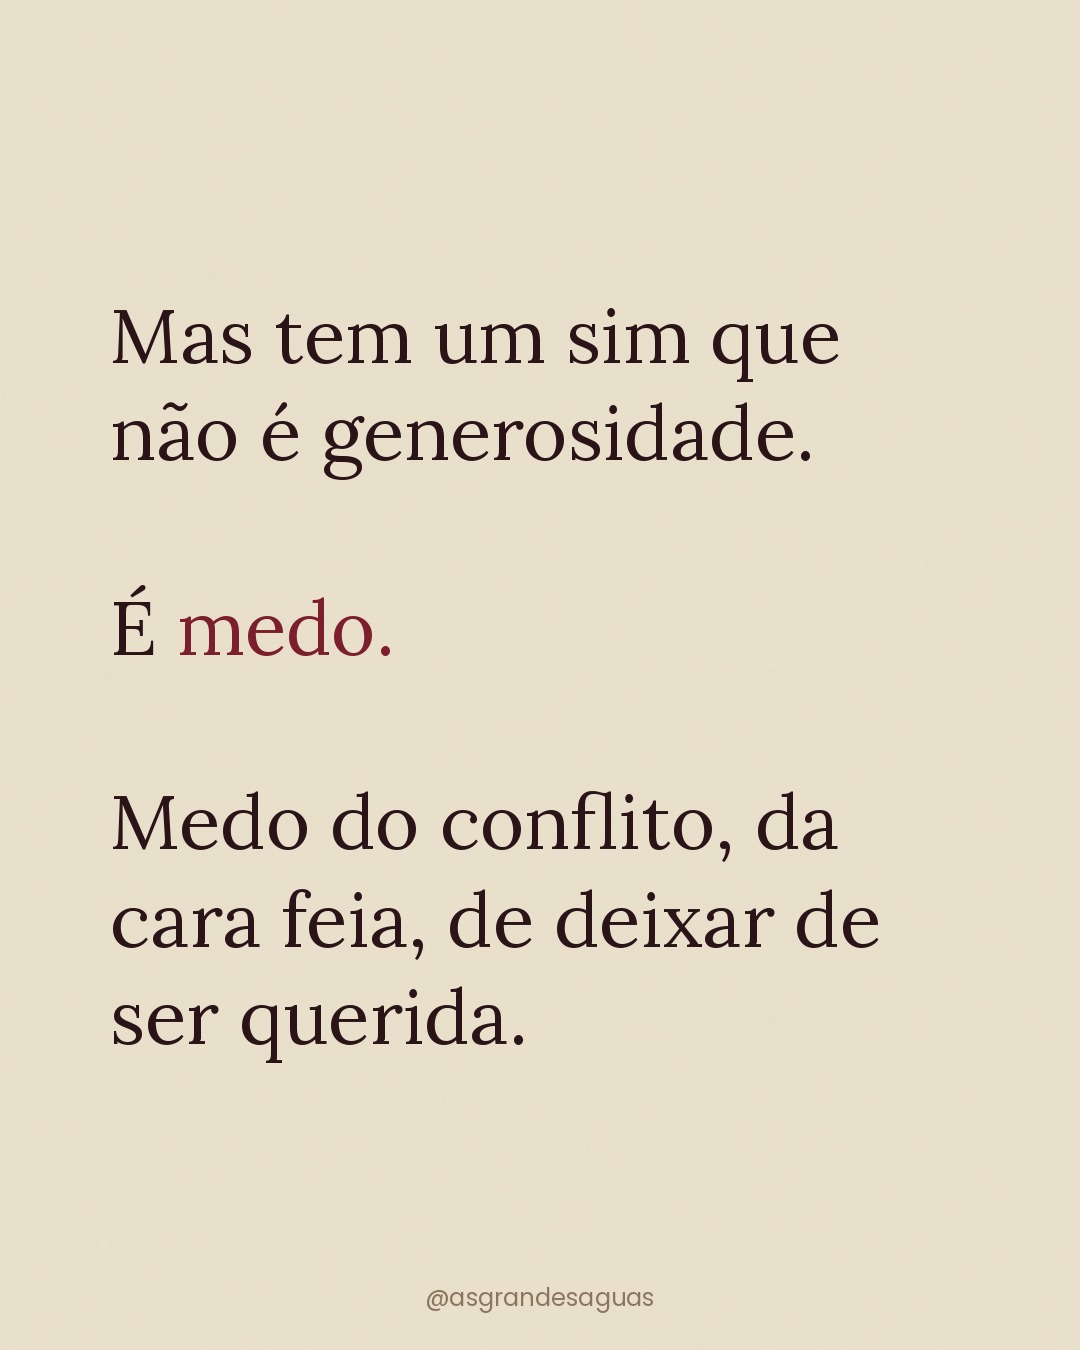 Mas tem um sim que
não é generosidade.
É medo.
Medo do conflito, da
cara feia, de deixar de
ser querida.
@asgrandesaguas